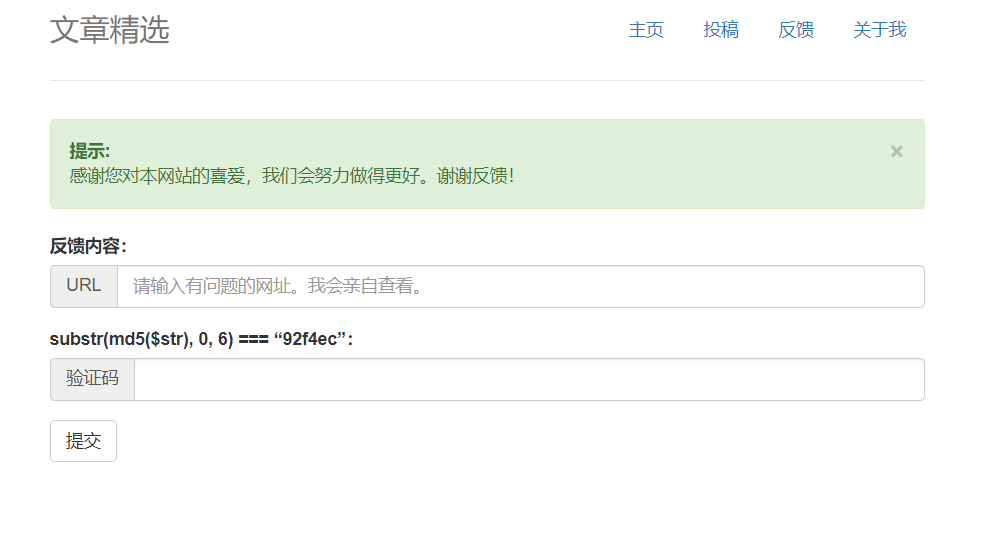 文章精选
主页 投稿 反馈 关于我
提示:
×
感谢您对本网站的喜爱，我们会努力做得更好。谢谢反馈！
反馈内容：
URL 请输入有问题的网址。我会亲自查看。
substr(md5($str), 0, 6) === “92f4ec”：
验证码
提交